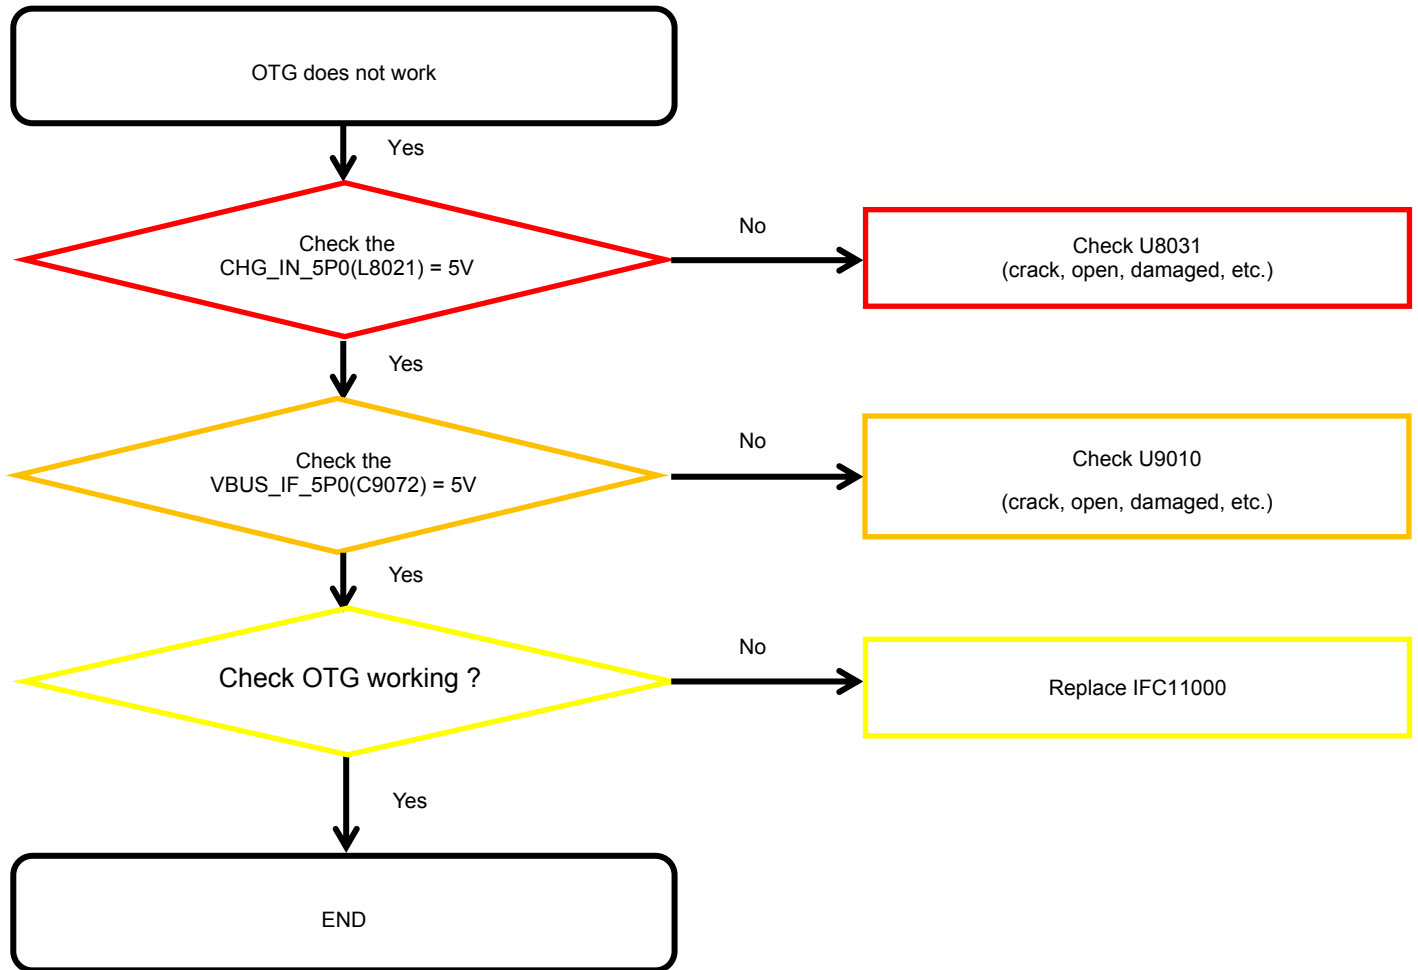 OTG does not work
Yes
Check the
CHG_IN_5P0(L8021) = 5V
No
Check U8031
(crack, open, damaged, etc.)
Yes
Check the
VBUS_IF_5P0(C9072) = 5V
No
Check U9010
(crack, open, damaged, etc.)
Yes
Check OTG working ?
No
Replace IFC11000
Yes
END